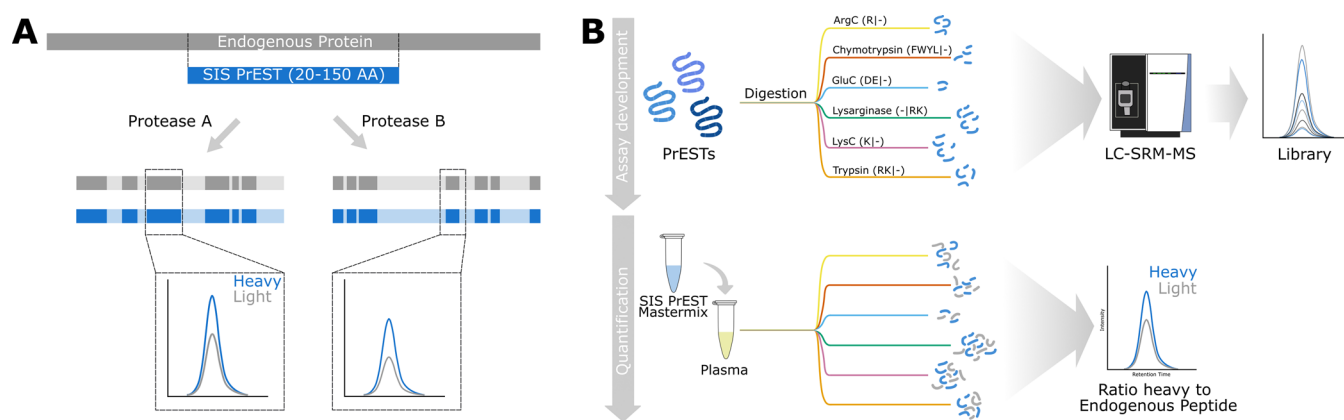 A
Endogenous Protein
SIS PrEST (20-150 AA)
Protease A
Protease B
Heavy
Light
B
Assay development
PrESTs
Digestion
ArgC (R|-)
Chymotrypsin (FWYL|-)
GluC (DE|-)
Lysarginase (-|RK)
LysC (K|-)
Trypsin (RK|-)
LC-SRM-MS
Library
Quantification
SIS PrEST
Mastermix
Plasma
Heavy
Light
Intensity
Retention Time
Ratio heavy to
Endogenous Peptide